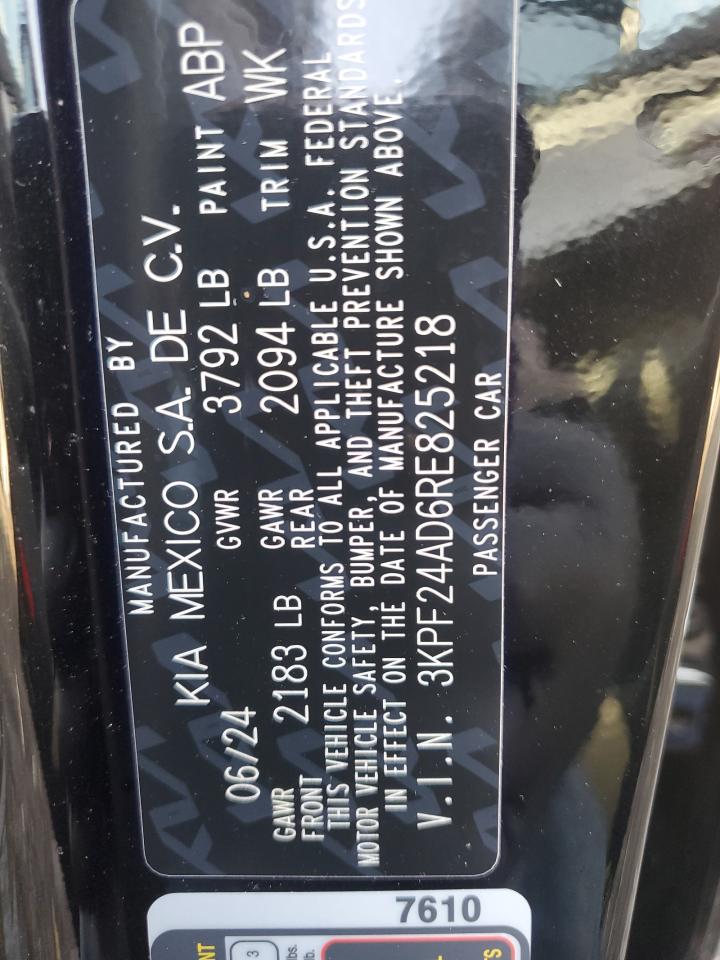 MANUFACTURED BY
KIA MEXICO S.A. DE C.V.
06/24 GVWR 3792 LB PAINT ABP
GAWR FRONT 2183 LB GAWR REAR 2094 LB TRIM WK
THIS VEHICLE CONFORMS TO ALL APPLICABLE U.S.A. FEDERAL
MOTOR VEHICLE SAFETY, BUMPER, AND THEFT PREVENTION STANDARDS
IN EFFECT ON THE DATE OF MANUFACTURE SHOWN ABOVE.
V.I.N. 3KPF24AD6RE825218
PASSENGER CAR
7610
3
lbs.